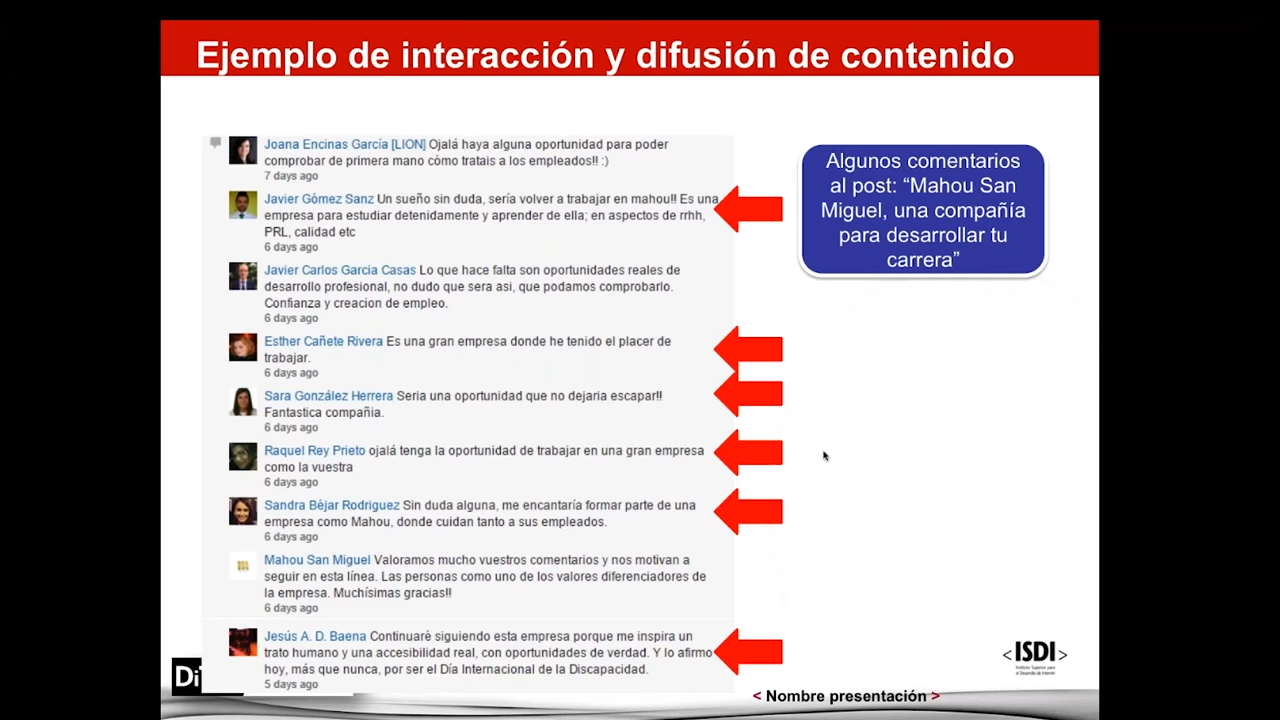 Ejemplo de interacción y difusión de contenido
Joana Encinas García [LION] Ojalá haya alguna oportunidad para poder
comprobar de primera mano cómo tratais a los empleados!! :)
7 days ago
Javier Gómez Sanz Un sueño sin duda, sería volver a trabajar en mahou!! Es una
empresa para estudiar detenidamente y aprender de ella; en aspectos de rrhh,
PRL, calidad etc
6 days ago
Javier Carlos Garcia Casas Lo que hace falta son oportunidades reales de
desarrollo profesional, no dudo que sera asi, que podamos comprobarlo.
Confianza y creacion de empleo.
6 days ago
Esther Cañete Rivera Es una gran empresa donde he tenido el placer de
trabajar.
6 days ago
Sara González Herrera Seria una oportunidad que no dejaria escapar!!
Fantastica compañia.
6 days ago
Raquel Rey Prieto ojalá tenga la oportunidad de trabajar en una gran empresa
como la vuestra
6 days ago
Sandra Béjar Rodriguez Sin duda alguna, me encantaría formar parte de una
empresa como Mahou, donde cuidan tanto a sus empleados.
6 days ago
Mahou San Miguel Valoramos mucho vuestros comentarios y nos motivan a
seguir en esta línea. Las personas como uno de los valores diferenciadores de
la empresa. Muchísimas gracias!!
6 days ago
Jesús A. D. Baena Continuaré siguiendo esta empresa porque me inspira un
trato humano y una accesibilidad real, con oportunidades de verdad. Y lo afirmo
hoy, más que nunca, por ser el Día Internacional de la Discapacidad.
5 days ago
Algunos comentarios
al post: “Mahou San
Miguel, una compañía
para desarrollar tu
carrera”
Di
<ISDI>
Instituto Superior para
el Desarrollo de Internet
< Nombre presentación >